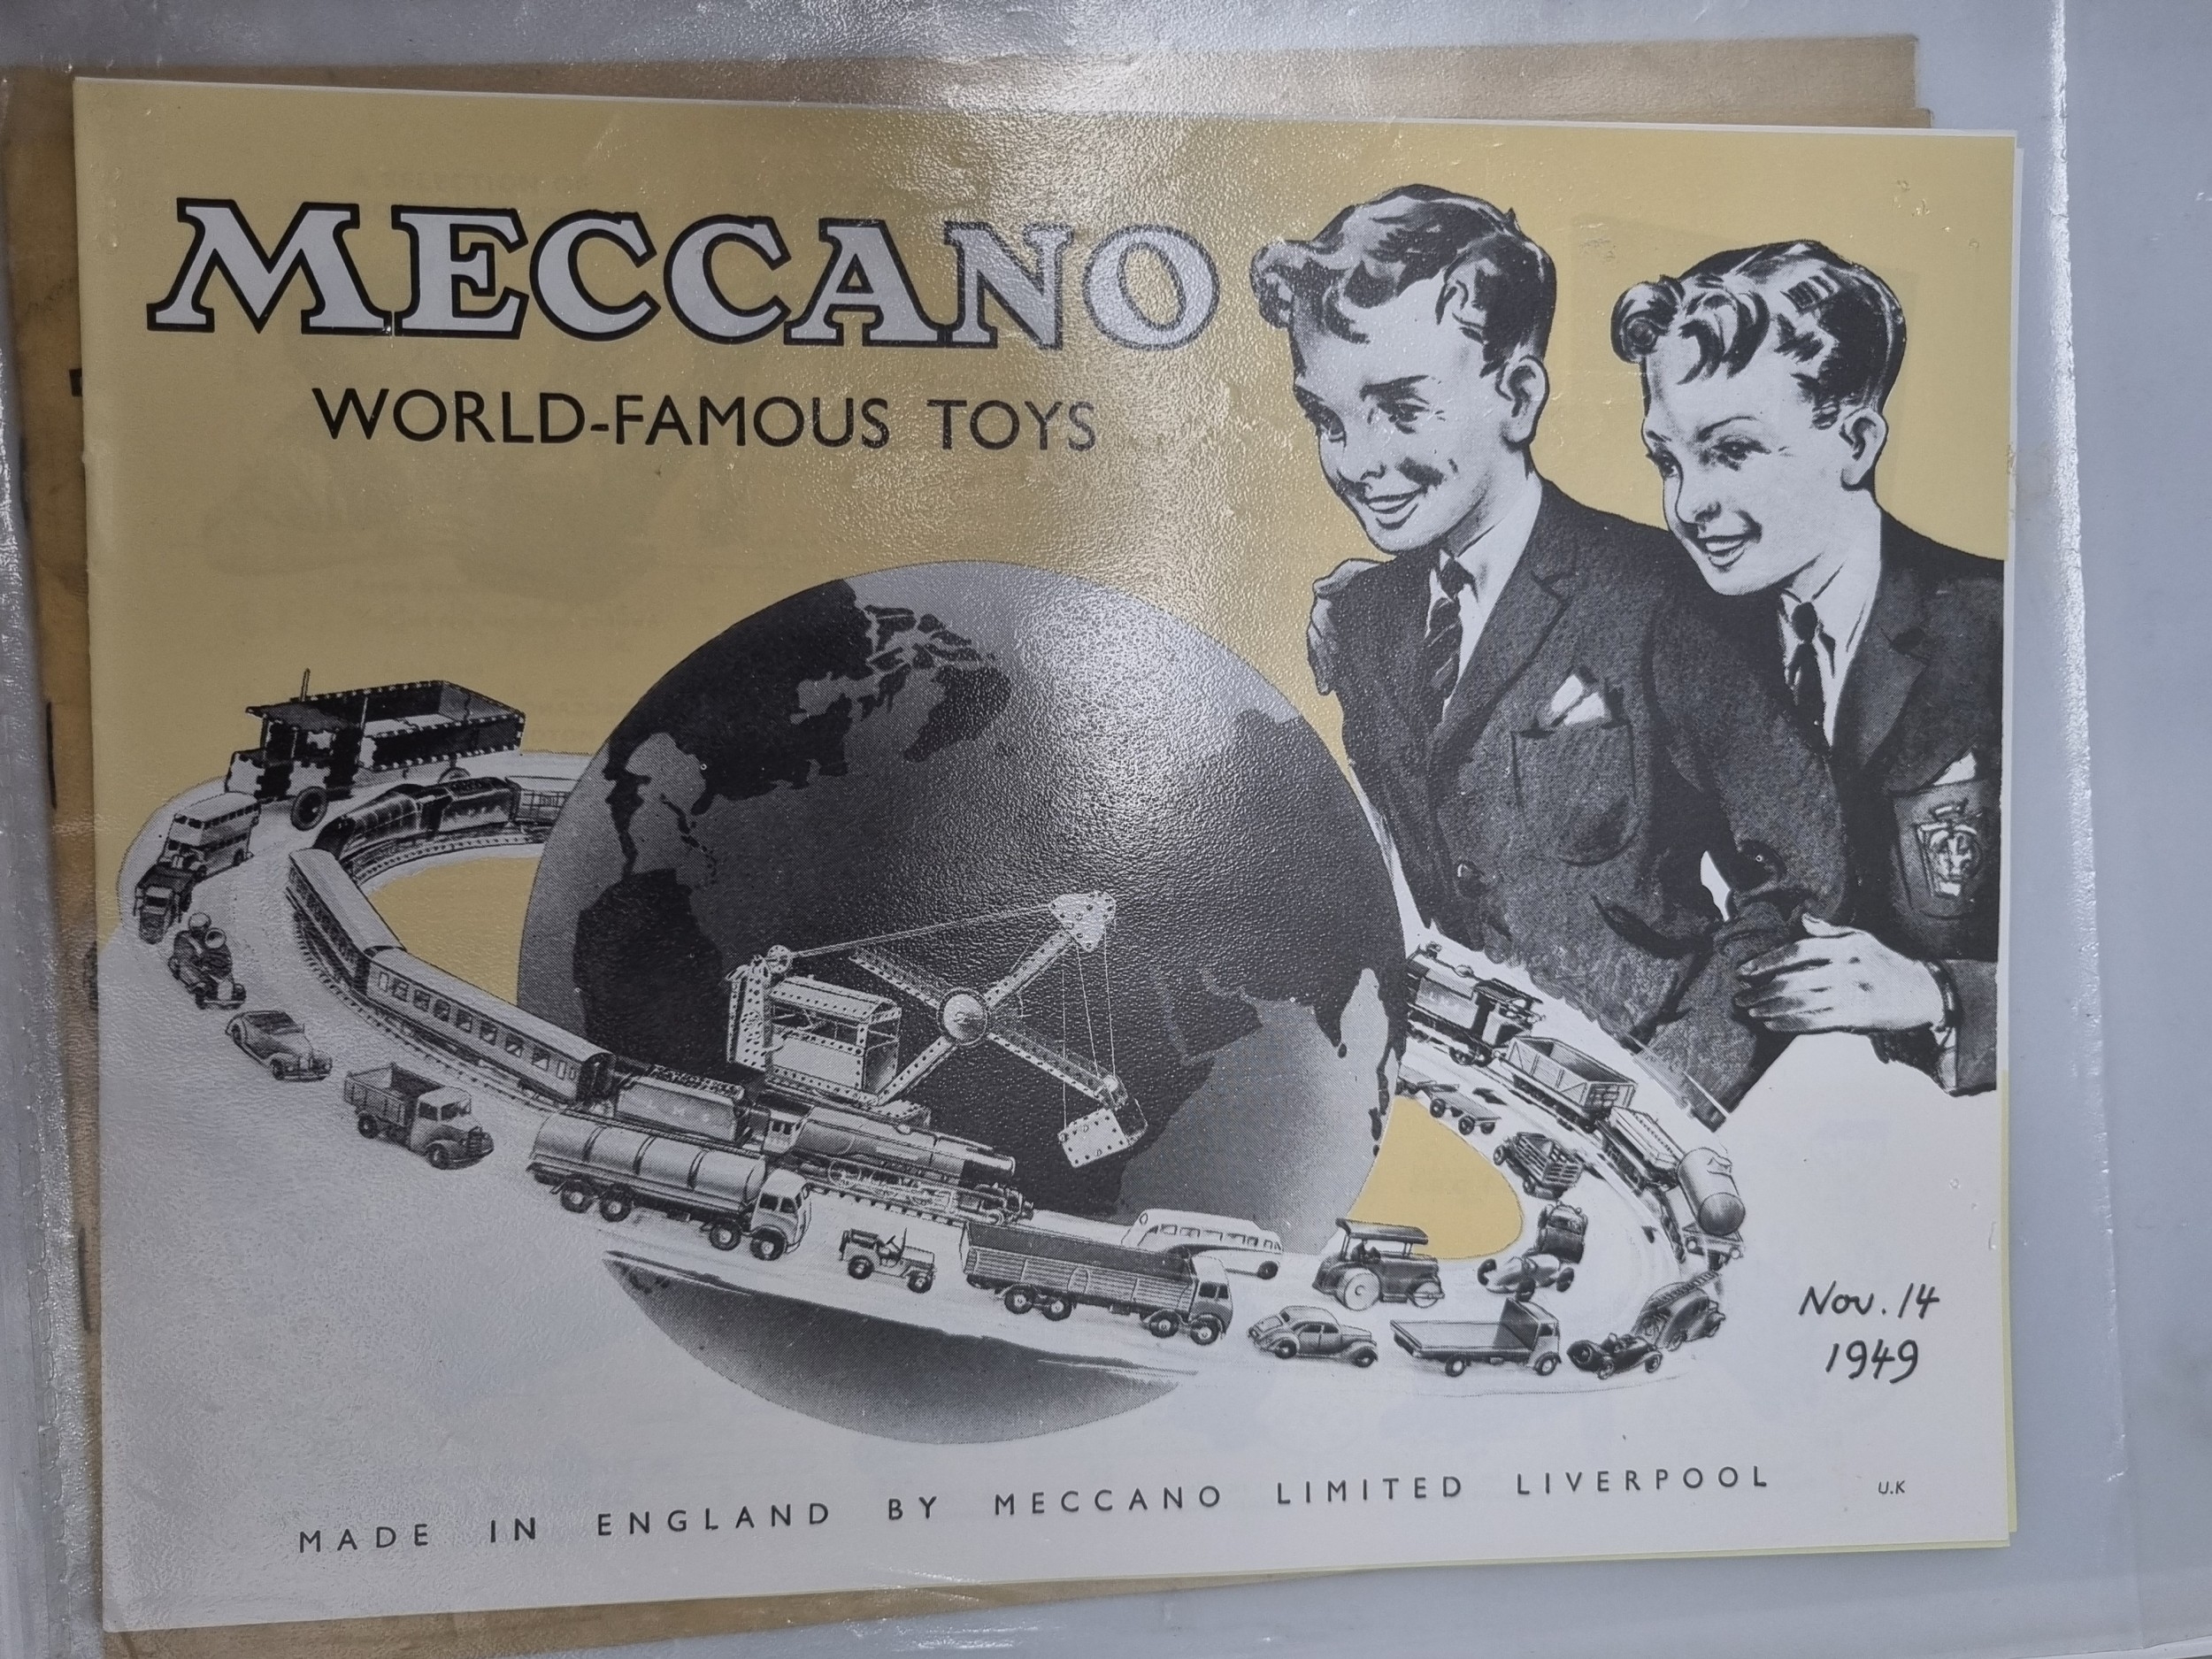 MECCANO
WORLD-FAMOUS TOYS
Nov. 14
1949
MADE IN ENGLAND BY MECCANO LIMITED LIVERPOOL
U.K